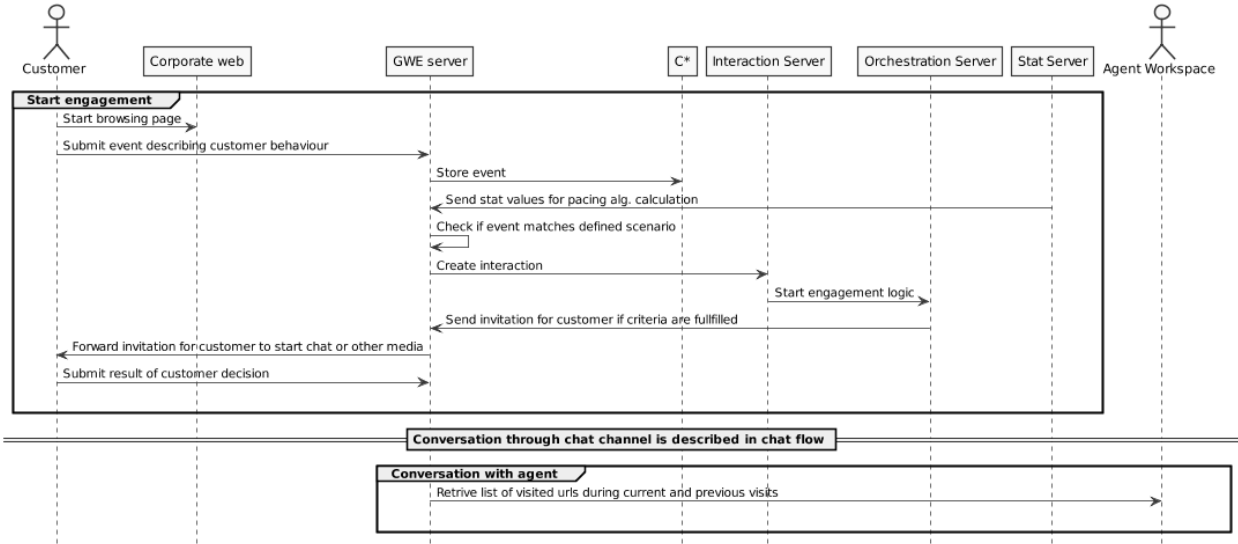 Customer
Corporate web
GWE server
C*
Interaction Server
Orchestration Server
Stat Server
Agent Workspace
Start engagement
Start browsing page
Submit event describing customer behaviour
Store event
Send stat values for pacing alg. calculation
Check if event matches defined scenario
Create interaction
Start engagement logic
Send invitation for customer if criteria are fullfilled
Forward invitation for customer to start chat or other media
Submit result of customer decision
Conversation through chat channel is described in chat flow
Conversation with agent
Retrive list of visited urls during current and previous visits